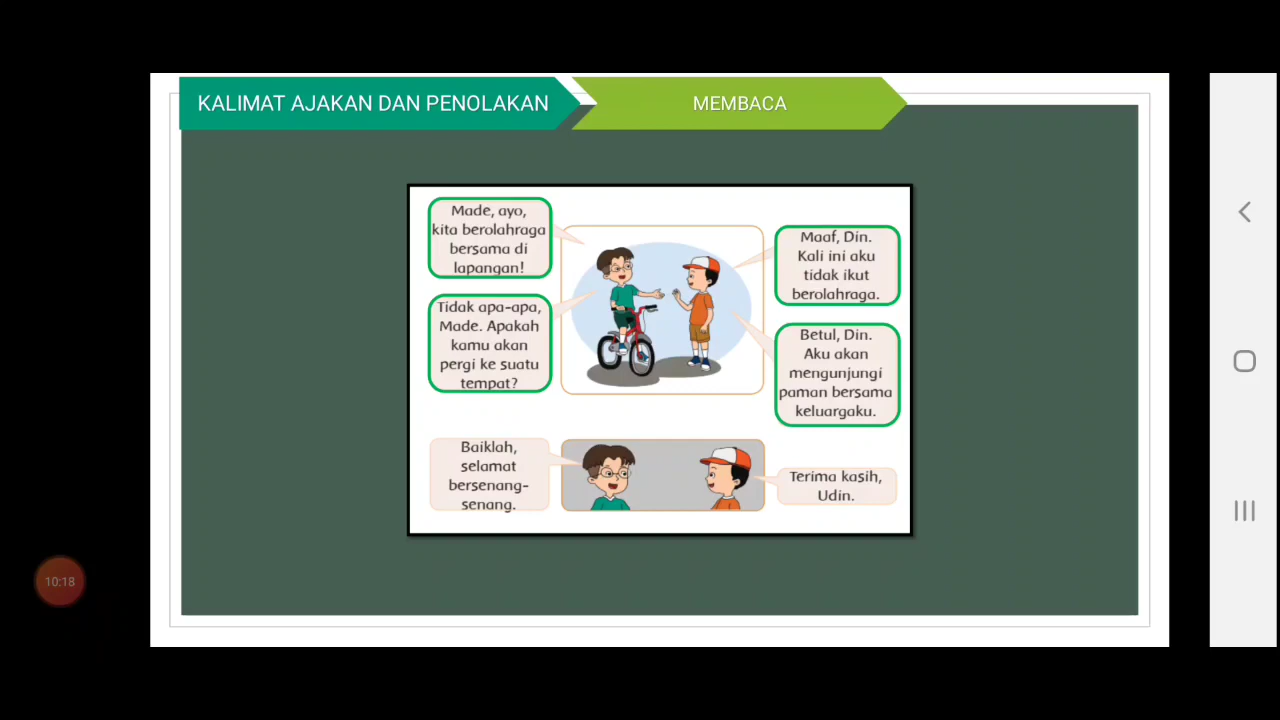 KALIMAT AJAKAN DAN PENOLAKAN
MEMBACA
Made, ayo,
kita berolahraga
bersama di
lapangan!
Maaf, Din.
Kali ini aku
tidak ikut
berolahraga.
Tidak apa-apa,
Made. Apakah
kamu akan
pergi ke suatu
tempat?
Betul, Din.
Aku akan
mengunjungi
paman bersama
keluargaku.
Baiklah,
selamat
bersenang-
senang.
Terima kasih,
Udin.
10:18